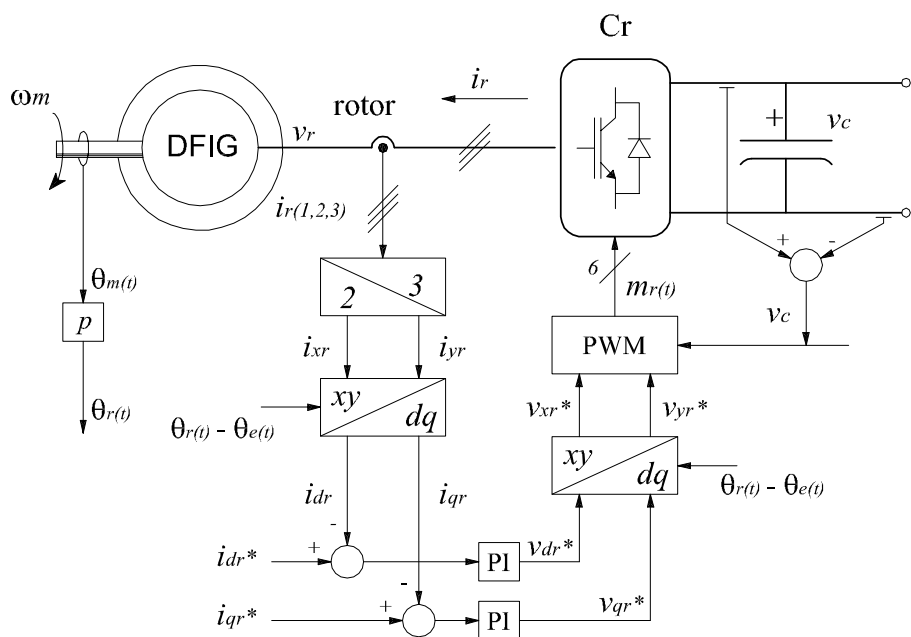 Cr
ir
ωm
rotor
+
vc
DFIG
vr
ir(1,2,3)
+
-
θm(t)
6
mr(t)
2
3
p
vc
ixr
iyr
PWM
xy
dq
vxr*
vyr*
θr(t)
θr(t) - θe(t)
xy
dq
idr
iqr
θr(t) - θe(t)
-
+
idr*
PI
vdr*
-
iqr*
+
PI
vqr*